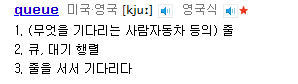 queue 미국·영국 [kju:] 영국식
1. (무엇을 기다리는 사람·자동차 등의) 줄
2. 큐, 대기 행렬
3. 줄을 서서 기다리다